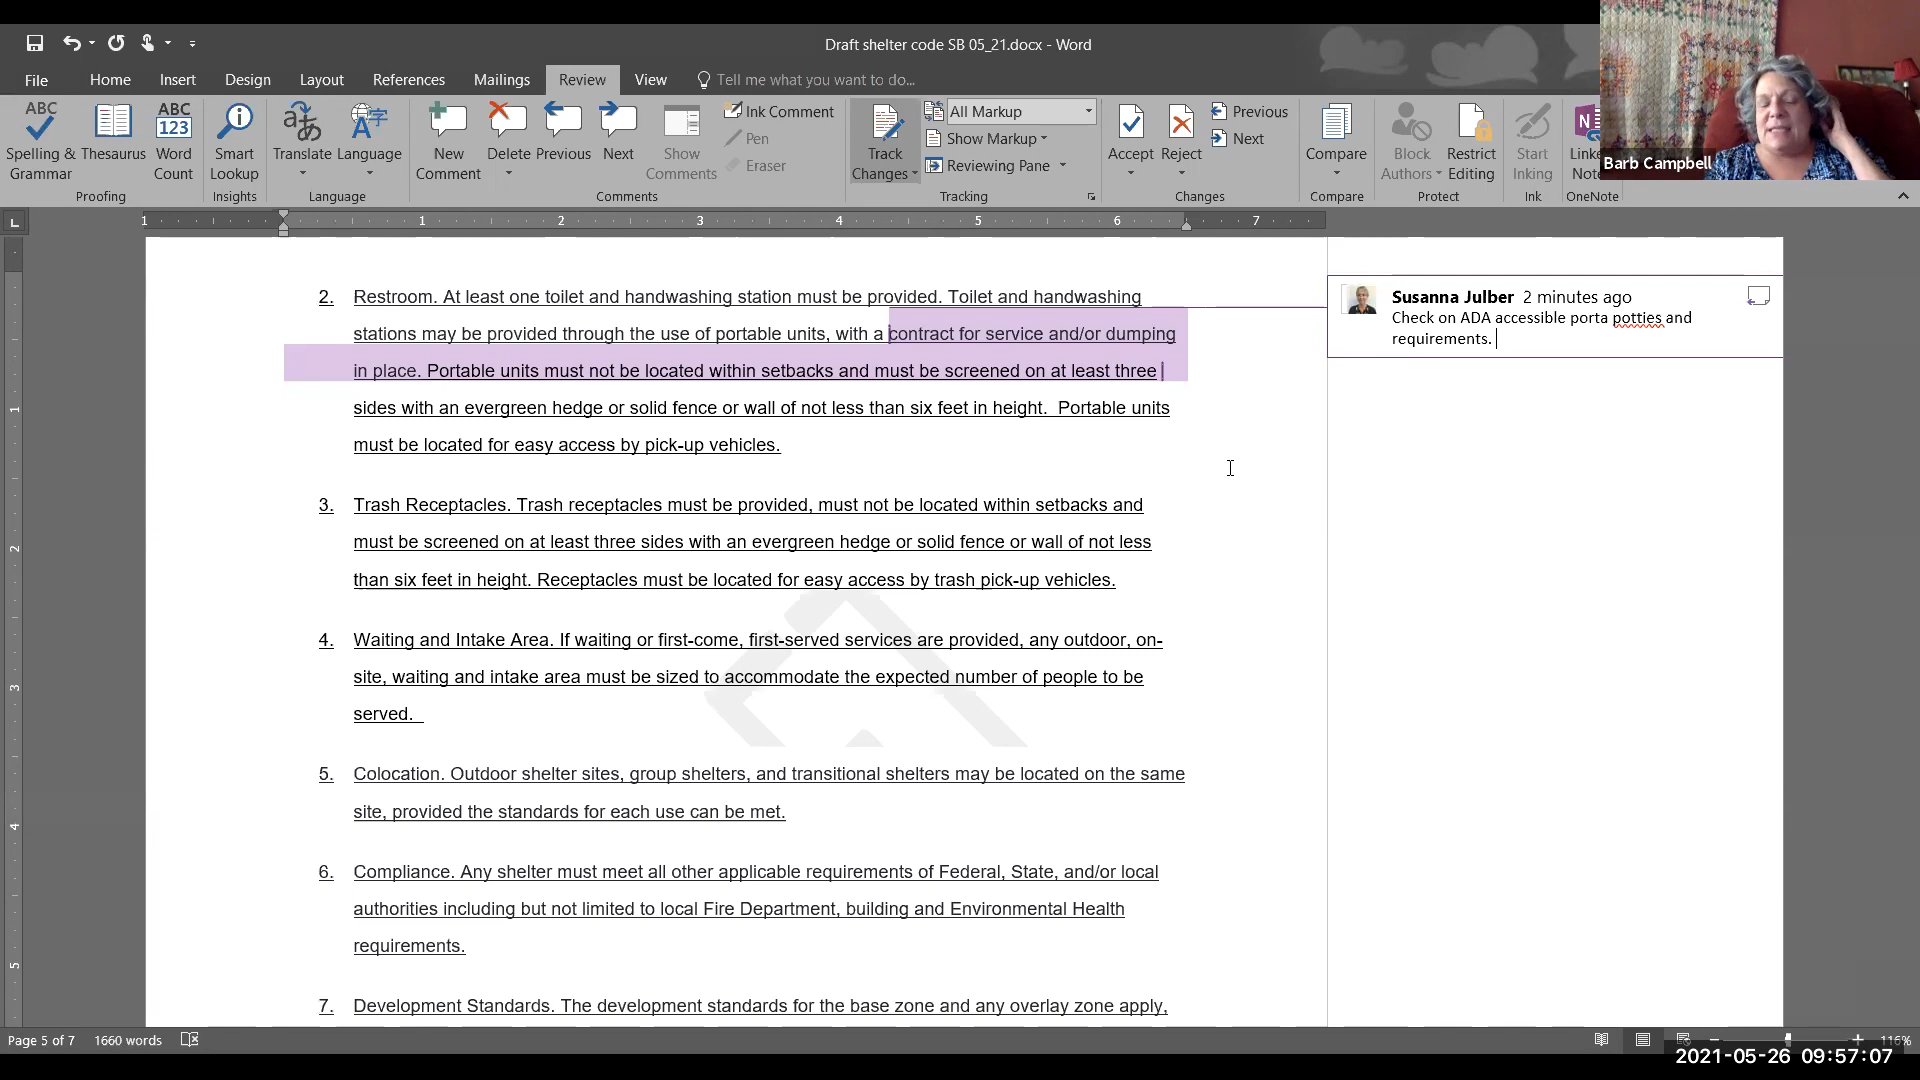 Draft shelter code SB 05_21.docx - Word
File Home Insert Design Layout References Mailings Review View Tell me what you want to do...
ABC Spelling & Grammar
Thesaurus
ABC 123 Word Count
Proofing
Smart Lookup
Insights
Translate
Language
Language
New Comment
Delete
Previous
Next
Show Comments
Ink Comment
Pen
Eraser
Comments
Track Changes
All Markup
Show Markup
Reviewing Pane
Tracking
Accept
Reject
Previous
Next
Changes
Compare
Compare
Block Authors
Restrict Editing
Protect
Start Inking
Ink
OneNote
Barb Campbell
1 1 2 3 4 5 6 7
2. Restroom. At least one toilet and handwashing station must be provided. Toilet and handwashing
stations may be provided through the use of portable units, with a contract for service and/or dumping
in place. Portable units must not be located within setbacks and must be screened on at least three
sides with an evergreen hedge or solid fence or wall of not less than six feet in height.  Portable units
must be located for easy access by pick-up vehicles.
3. Trash Receptacles. Trash receptacles must be provided, must not be located within setbacks and
must be screened on at least three sides with an evergreen hedge or solid fence or wall of not less
than six feet in height. Receptacles must be located for easy access by trash pick-up vehicles.
4. Waiting and Intake Area. If waiting or first-come, first-served services are provided, any outdoor, on-
site, waiting and intake area must be sized to accommodate the expected number of people to be
served.
5. Colocation. Outdoor shelter sites, group shelters, and transitional shelters may be located on the same
site, provided the standards for each use can be met.
6. Compliance. Any shelter must meet all other applicable requirements of Federal, State, and/or local
authorities including but not limited to local Fire Department, building and Environmental Health
requirements.
7. Development Standards. The development standards for the base zone and any overlay zone apply,
Susanna Julber 2 minutes ago
Check on ADA accessible porta potties and
requirements.
1
2
3
4
5
Page 5 of 7 1660 words
116%
2021-05-26 09:57:07